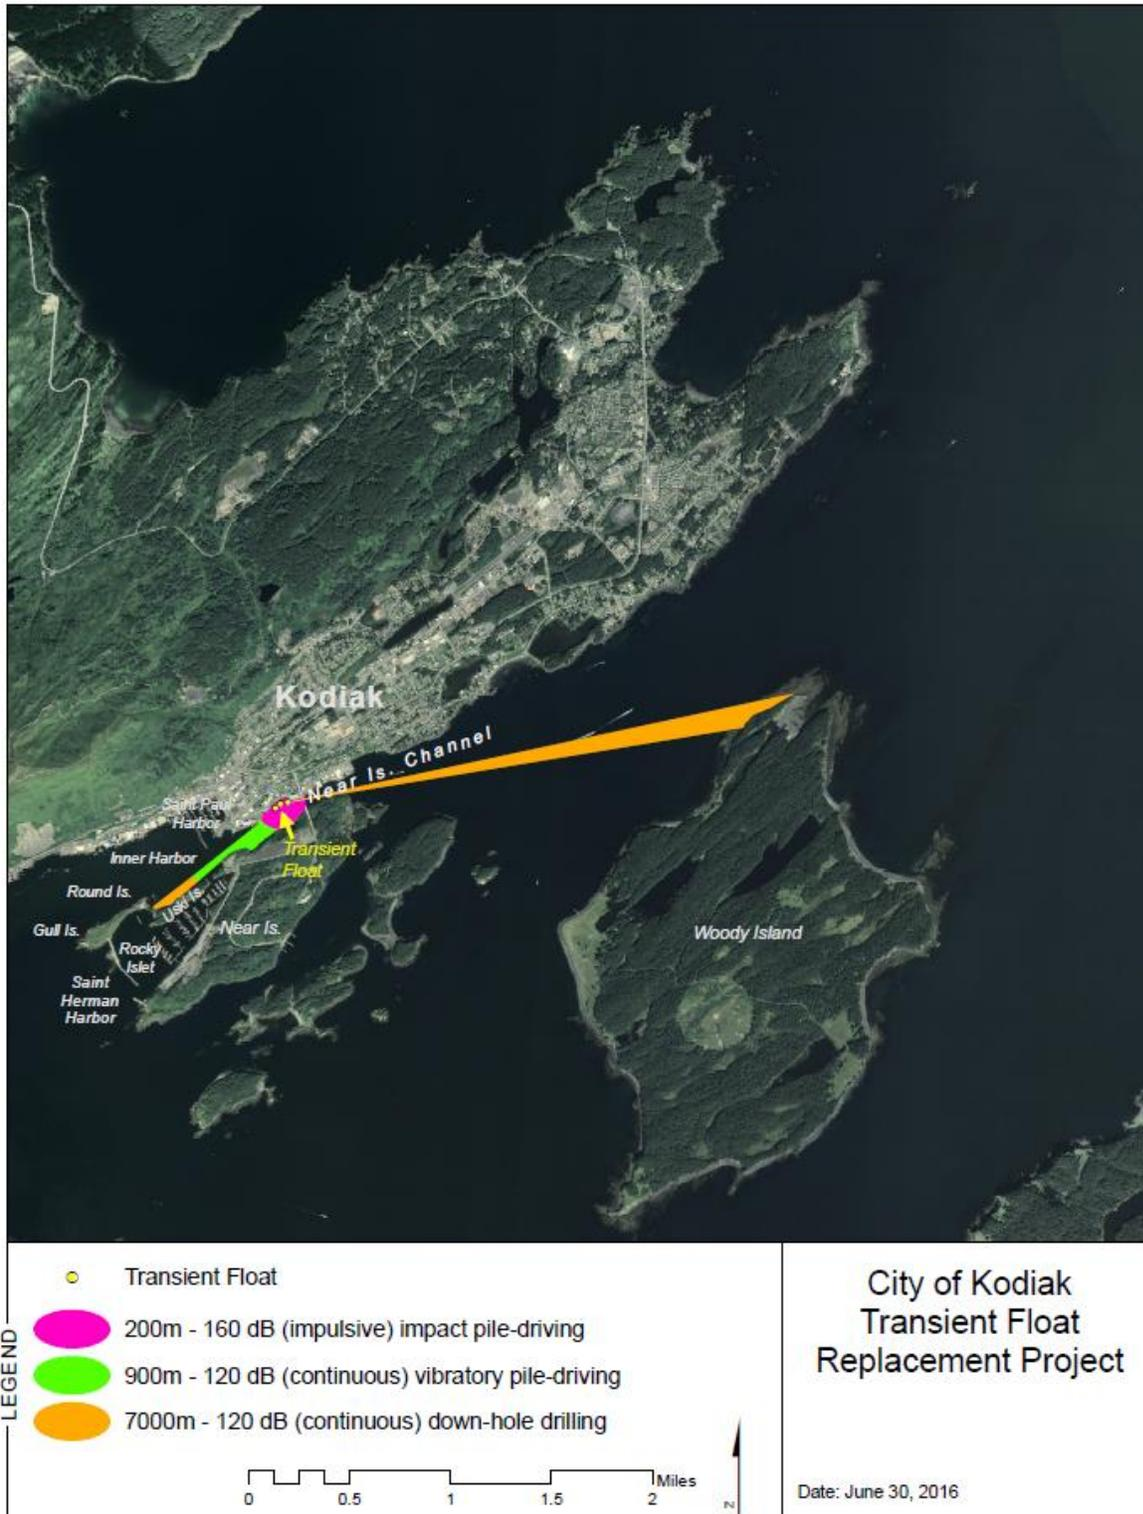 Kodiak
Near Is. Channel
Saint Paul
Harbor
Transient
Float
Inner Harbor
Round Is.
Uski Is.
Gull Is.
Near Is.
Rocky
Islet
Woody Island
Saint
Herman
Harbor
LEGEND
Transient Float
200m - 160 dB (impulsive) impact pile-driving
900m - 120 dB (continuous) vibratory pile-driving
7000m - 120 dB (continuous) down-hole drilling
Miles
0 0.5 1 1.5 2
N
City of Kodiak
Transient Float
Replacement Project
Date: June 30, 2016